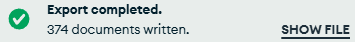 Export completed.
374 documents written.
SHOW FILE